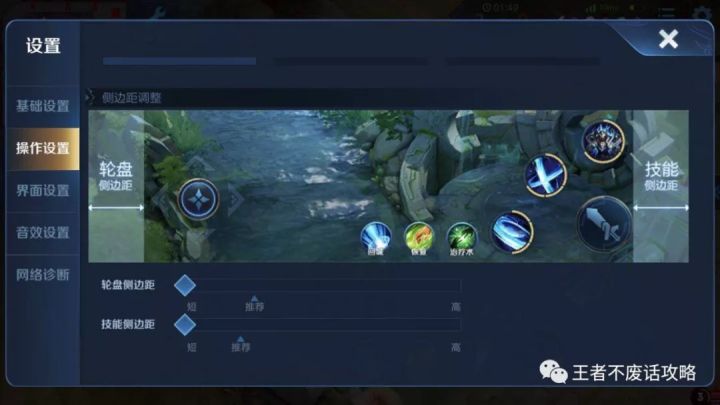 01:40
设置
基础设置
操作设置
界面设置
音效设置
网络诊断
侧边距调整
轮盘
侧边距
技能
侧边距
回城
恢复
治疗术
轮盘侧边距
短
推荐
高
技能侧边距
短
推荐
高
王者不废话攻略
3